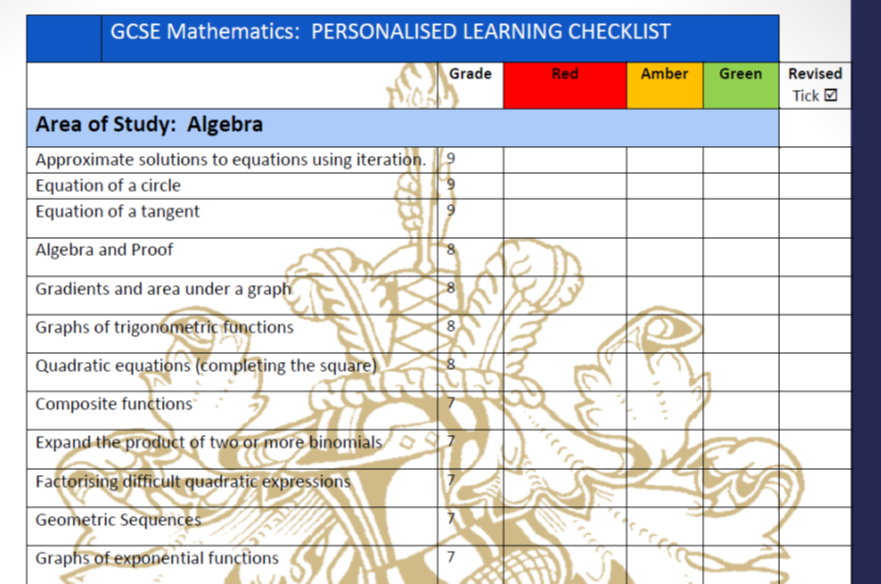 GCSE Mathematics: PERSONALISED LEARNING CHECKLIST
Grade Red Amber Green Revised
Tick ☑
Area of Study: Algebra
Approximate solutions to equations using iteration. 9
Equation of a circle 9
Equation of a tangent 9
Algebra and Proof 8
Gradients and area under a graph 8
Graphs of trigonometric functions 8
Quadratic equations (completing the square) 8
Composite functions 7
Expand the product of two or more binomials 7
Factorising difficult quadratic expressions 7
Geometric Sequences 7
Graphs of exponential functions 7